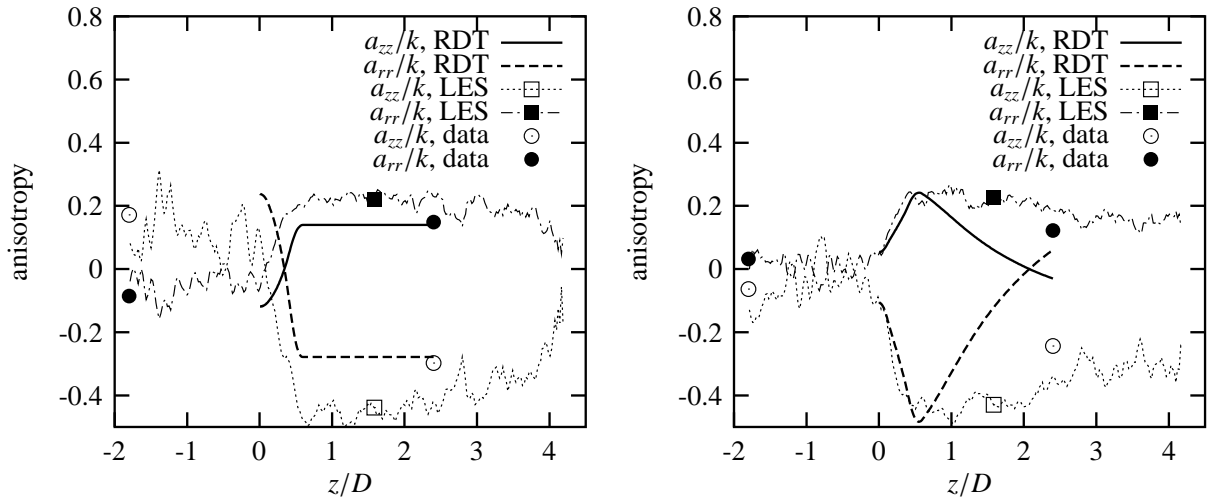 0.8
0.6
0.4
0.2
0
-0.2
-0.4
anisotropy
a_zz/k, RDT
a_rr/k, RDT
a_zz/k, LES
a_rr/k, LES
a_zz/k, data
a_rr/k, data
-2 -1 0 1 2 3 4
z/D
0.8
0.6
0.4
0.2
0
-0.2
-0.4
anisotropy
a_zz/k, RDT
a_rr/k, RDT
a_zz/k, LES
a_rr/k, LES
a_zz/k, data
a_rr/k, data
-2 -1 0 1 2 3 4
z/D